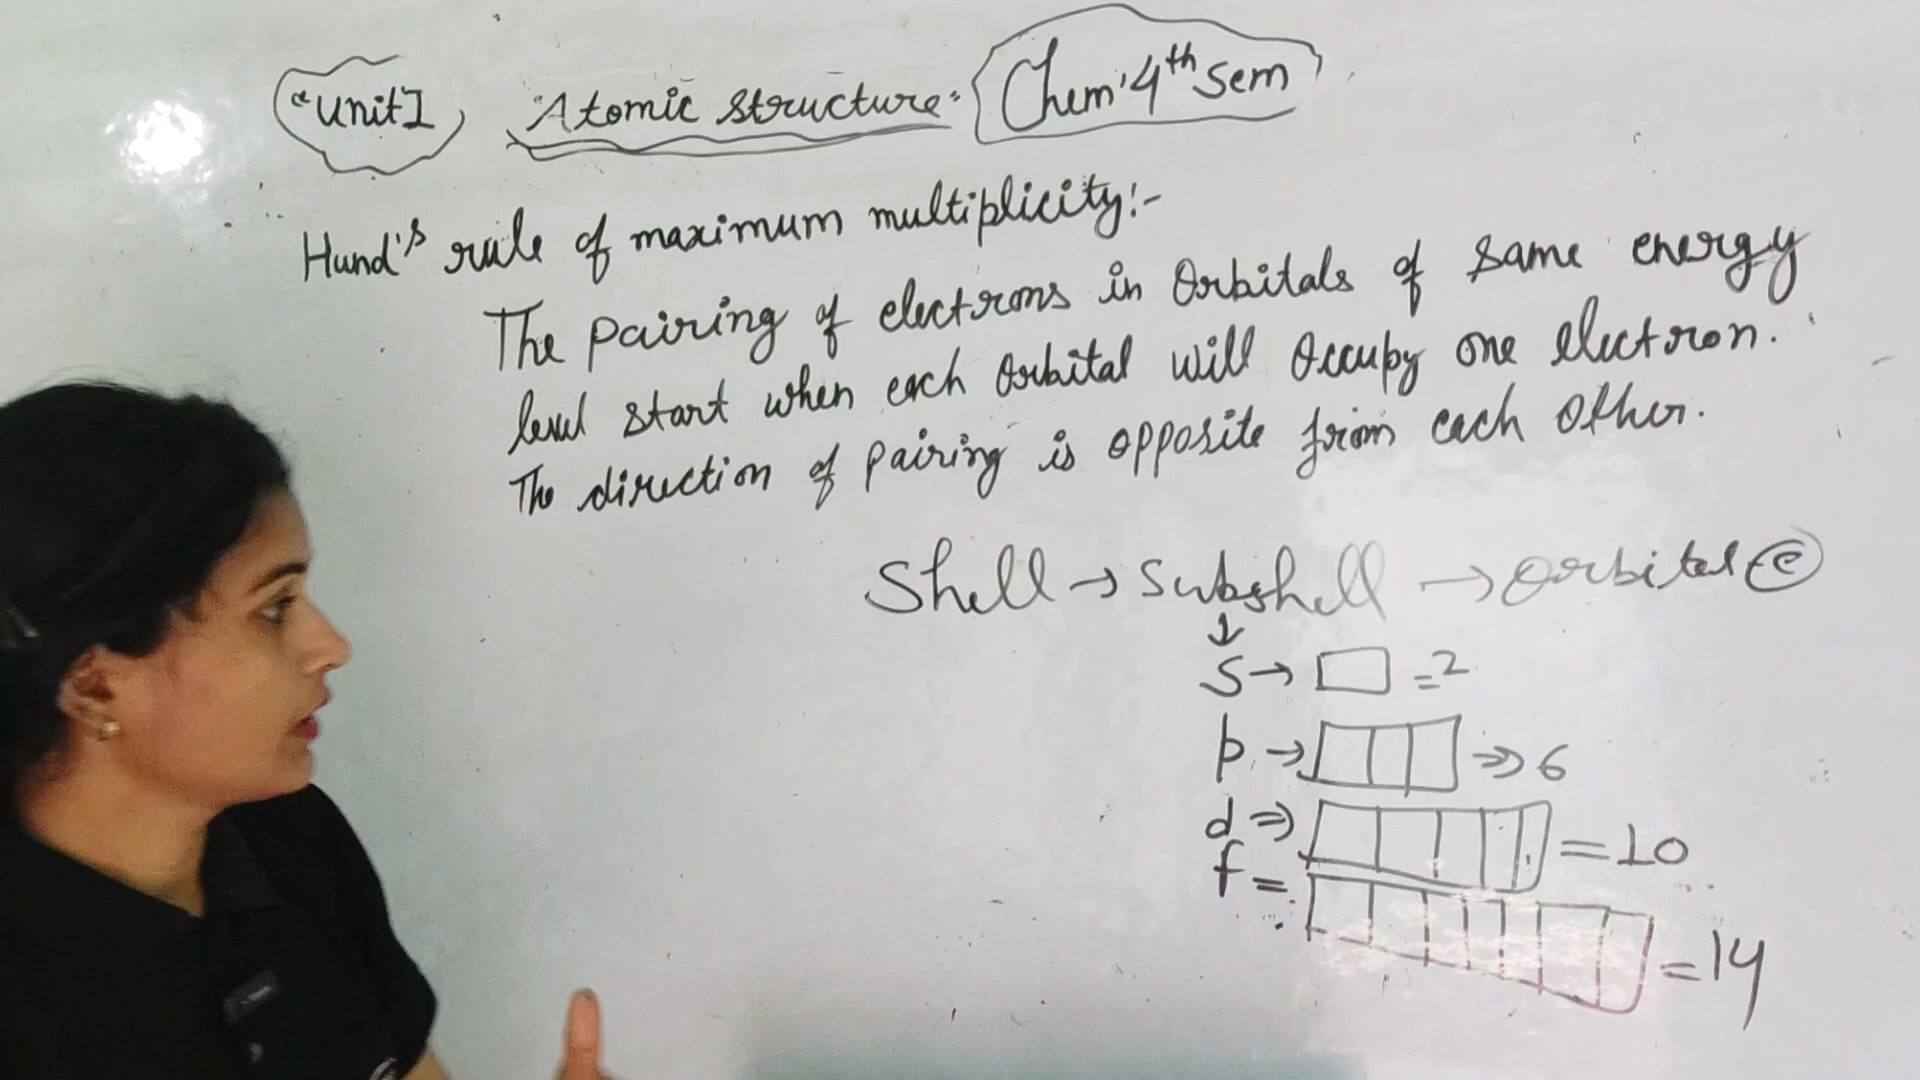 "Unit I
Atomic structure"
Chem 4th Sem
Hund's rule of maximum multiplicity:-
The pairing of electrons in Orbitals of same energy
level start when each Orbital will Occupy one electron.
The direction of pairing is opposite from each other.
Shell → Subshell → Orbital e
↓
S → = 2
p → ⇒ 6
d ⇒ = 10
f = = 14